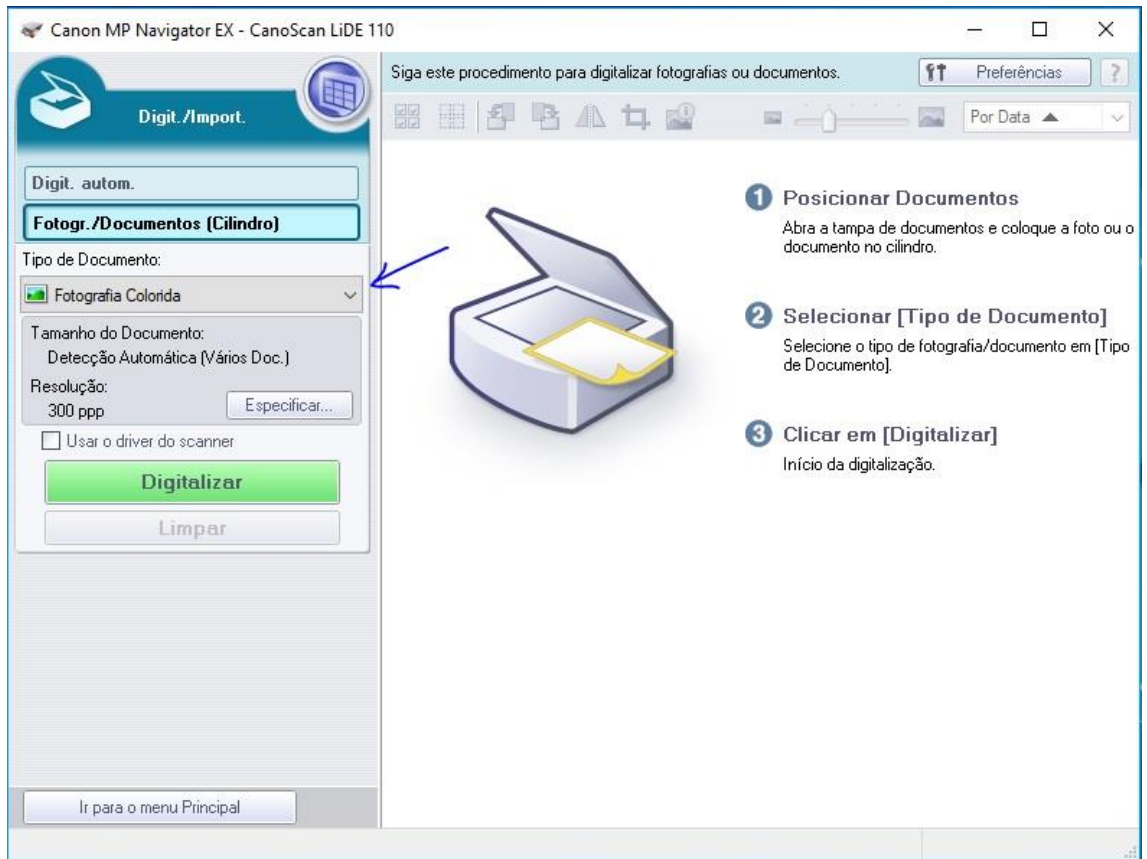 Canon MP Navigator EX - CanoScan LiDE 110
Digit./Import.
Digit. autom.
Fotogr./Documentos (Cilindro)
Tipo de Documento:
Fotografia Colorida
Tamanho do Documento:
Detecção Automática (Vários Doc.)
Resolução:
300 ppp
Especificar...
Usar o driver do scanner
Digitalizar
Limpar
Ir para o menu Principal
Siga este procedimento para digitalizar fotografias ou documentos.
Preferências
?
Por Data
1 Posicionar Documentos
Abra a tampa de documentos e coloque a foto ou o
documento no cilindro.
2 Selecionar [Tipo de Documento]
Selecione o tipo de fotografia/documento em [Tipo
de Documento].
3 Clicar em [Digitalizar]
Início da digitalização.